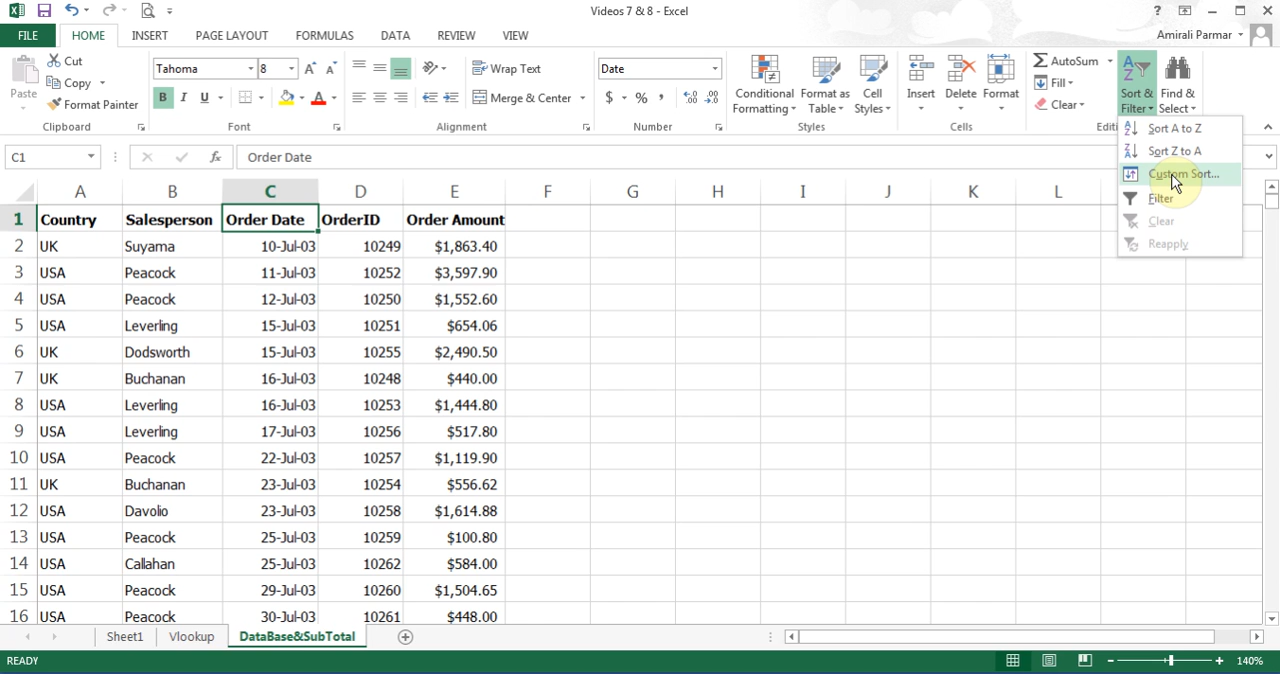 Videos 7 & 8 - Excel
?
FILE HOME INSERT PAGE LAYOUT FORMULAS DATA REVIEW VIEW Amirali Parmar
Paste
Cut
Copy
Format Painter
Clipboard
Tahoma 8
B I U A
Font
Wrap Text
Merge & Center
Alignment
Date
$ % , .00 .0
Number
Conditional Formatting
Format as Table
Cell Styles
Styles
Insert Delete Format
Cells
AutoSum
Fill
Clear
Sort & Filter
Find & Select
Editi
Sort A to Z
Sort Z to A
Custom Sort...
Filter
Clear
Reapply
C1 fx Order Date
A B C D E F G H I J K L
1 Country Salesperson Order Date OrderID Order Amount
2 UK Suyama 10-Jul-03 10249 $1,863.40
3 USA Peacock 11-Jul-03 10252 $3,597.90
4 USA Peacock 12-Jul-03 10250 $1,552.60
5 USA Leverling 15-Jul-03 10251 $654.06
6 UK Dodsworth 15-Jul-03 10255 $2,490.50
7 UK Buchanan 16-Jul-03 10248 $440.00
8 USA Leverling 16-Jul-03 10253 $1,444.80
9 USA Leverling 17-Jul-03 10256 $517.80
10 USA Peacock 22-Jul-03 10257 $1,119.90
11 UK Buchanan 23-Jul-03 10254 $556.62
12 USA Davolio 23-Jul-03 10258 $1,614.88
13 USA Peacock 25-Jul-03 10259 $100.80
14 USA Callahan 25-Jul-03 10262 $584.00
15 USA Peacock 29-Jul-03 10260 $1,504.65
16 USA Peacock 30-Jul-03 10261 $448.00
Sheet1 Vlookup DataBase&SubTotal
READY 140%